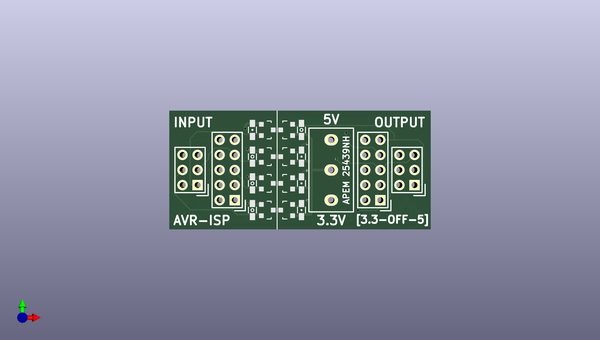 INPUT
5V
OUTPUT
APEM 25439NH
AVR-ISP
3.3V
[3.3-OFF-5]